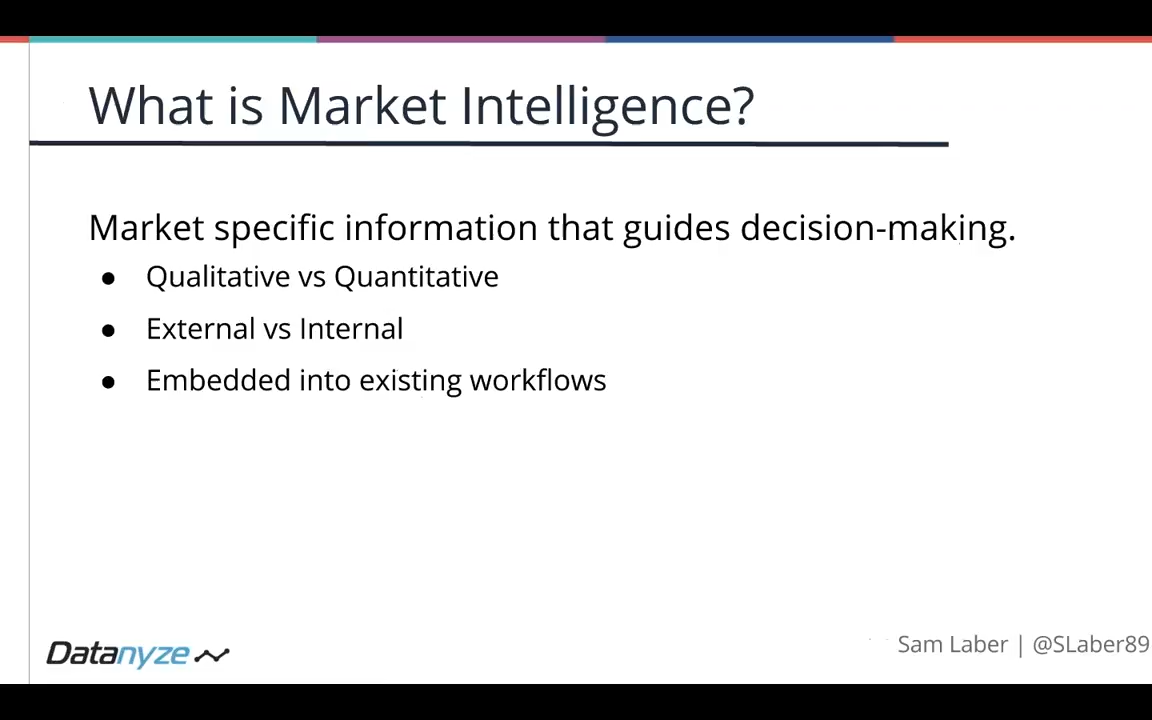 What is Market Intelligence?
Market specific information that guides decision-making.
● Qualitative vs Quantitative
● External vs Internal
● Embedded into existing workflows
Datanyze
Sam Laber | @SLaber89